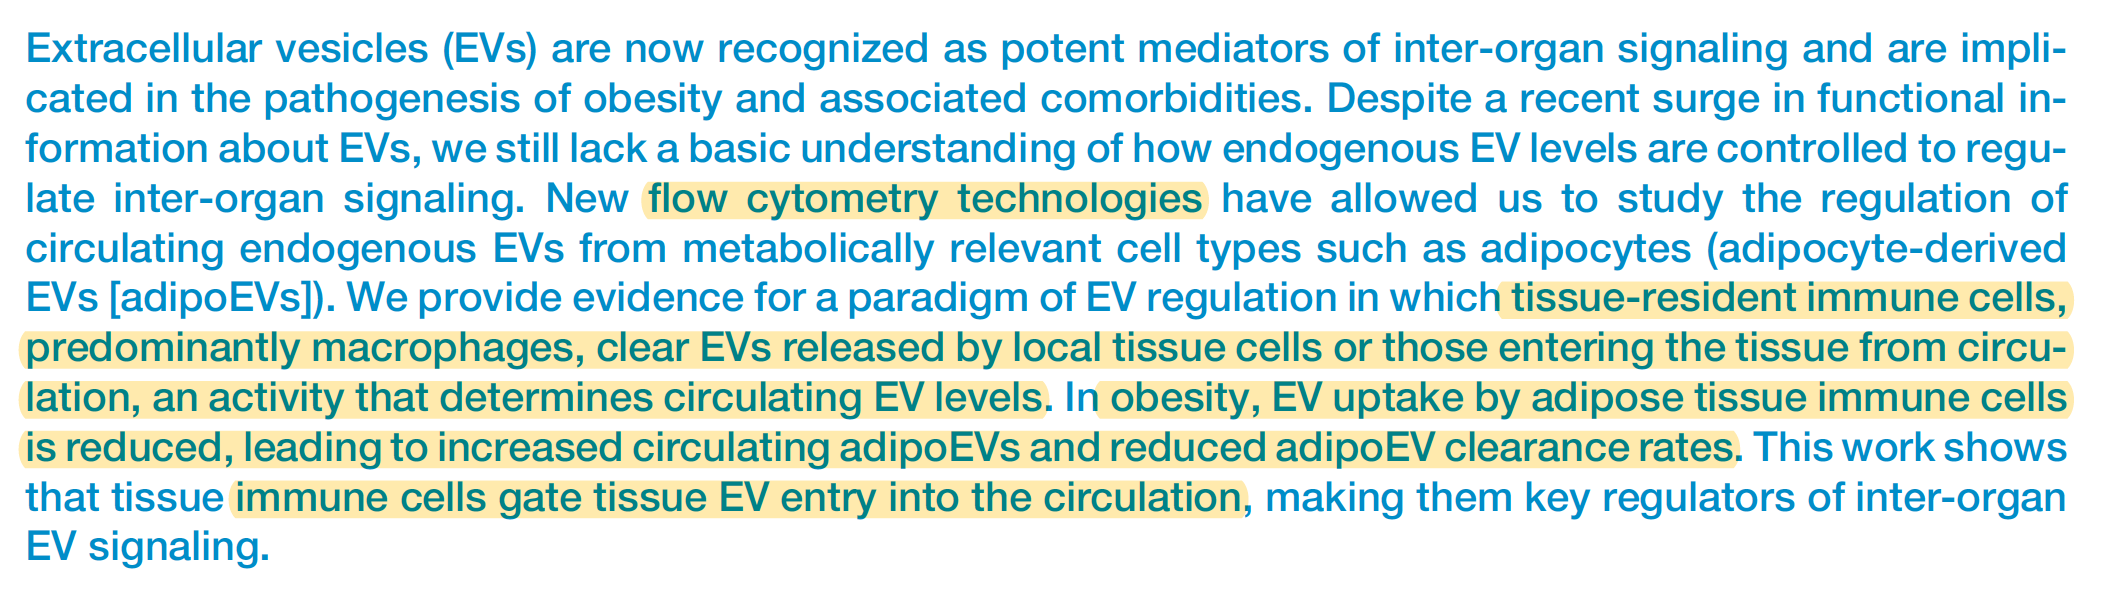 Extracellular vesicles (EVs) are now recognized as potent mediators of inter-organ signaling and are impli-
cated in the pathogenesis of obesity and associated comorbidities. Despite a recent surge in functional in-
formation about EVs, we still lack a basic understanding of how endogenous EV levels are controlled to regu-
late inter-organ signaling. New flow cytometry technologies have allowed us to study the regulation of
circulating endogenous EVs from metabolically relevant cell types such as adipocytes (adipocyte-derived
EVs [adipoEVs]). We provide evidence for a paradigm of EV regulation in which tissue-resident immune cells,
predominantly macrophages, clear EVs released by local tissue cells or those entering the tissue from circu-
lation, an activity that determines circulating EV levels. In obesity, EV uptake by adipose tissue immune cells
is reduced, leading to increased circulating adipoEVs and reduced adipoEV clearance rates. This work shows
that tissue immune cells gate tissue EV entry into the circulation, making them key regulators of inter-organ
EV signaling.